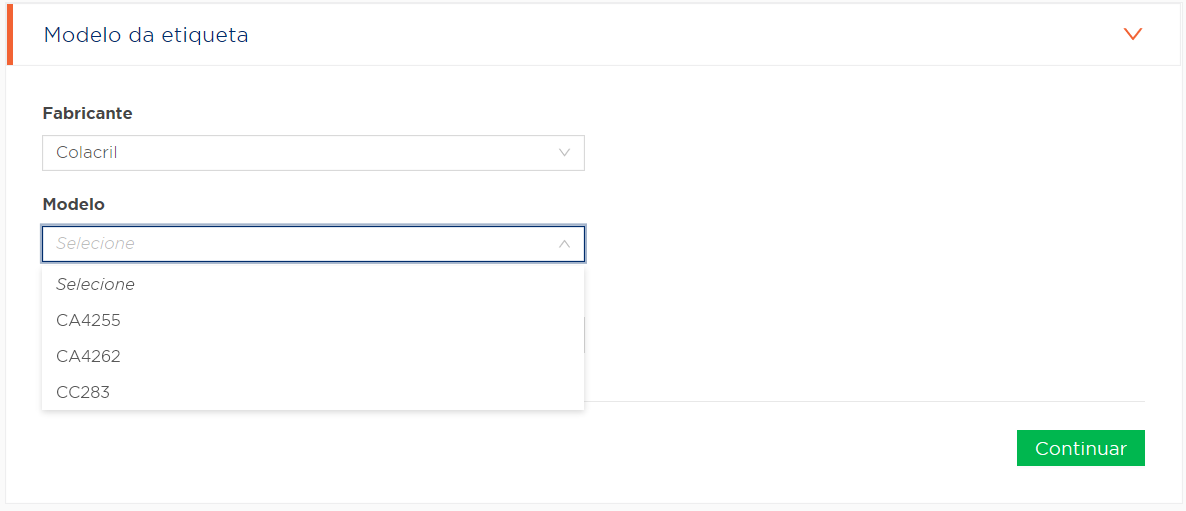 Modelo da etiqueta
Fabricante
Colacril
Modelo
Selecione
Selecione
CA4255
CA4262
CC283
Continuar